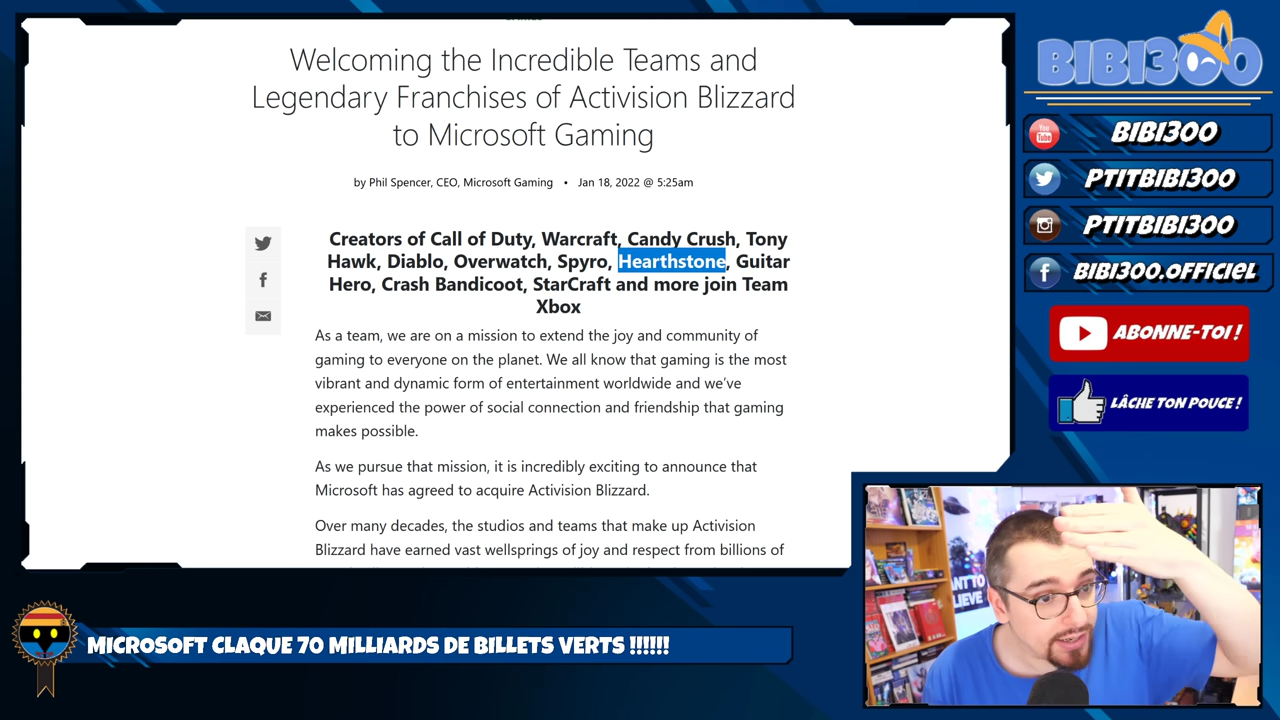 Welcoming the Incredible Teams and
Legendary Franchises of Activision Blizzard
to Microsoft Gaming
by Phil Spencer, CEO, Microsoft Gaming • Jan 18, 2022 @ 5:25am
Creators of Call of Duty, Warcraft, Candy Crush, Tony
Hawk, Diablo, Overwatch, Spyro, Hearthstone, Guitar
Hero, Crash Bandicoot, StarCraft and more join Team
Xbox
As a team, we are on a mission to extend the joy and community of
gaming to everyone on the planet. We all know that gaming is the most
vibrant and dynamic form of entertainment worldwide and we've
experienced the power of social connection and friendship that gaming
makes possible.
As we pursue that mission, it is incredibly exciting to announce that
Microsoft has agreed to acquire Activision Blizzard.
Over many decades, the studios and teams that make up Activision
Blizzard have earned vast wellsprings of joy and respect from billions of
BIBI300
You Tube
BIBI300
PTITBIBI300
PTITBIBI300
BIBI300.OFFICIEL
ABONNE-TOI !
LÂCHE TON POUCE !
MICROSOFT CLAQUE 70 MILLIARDS DE BILLETS VERTS !!!!!!